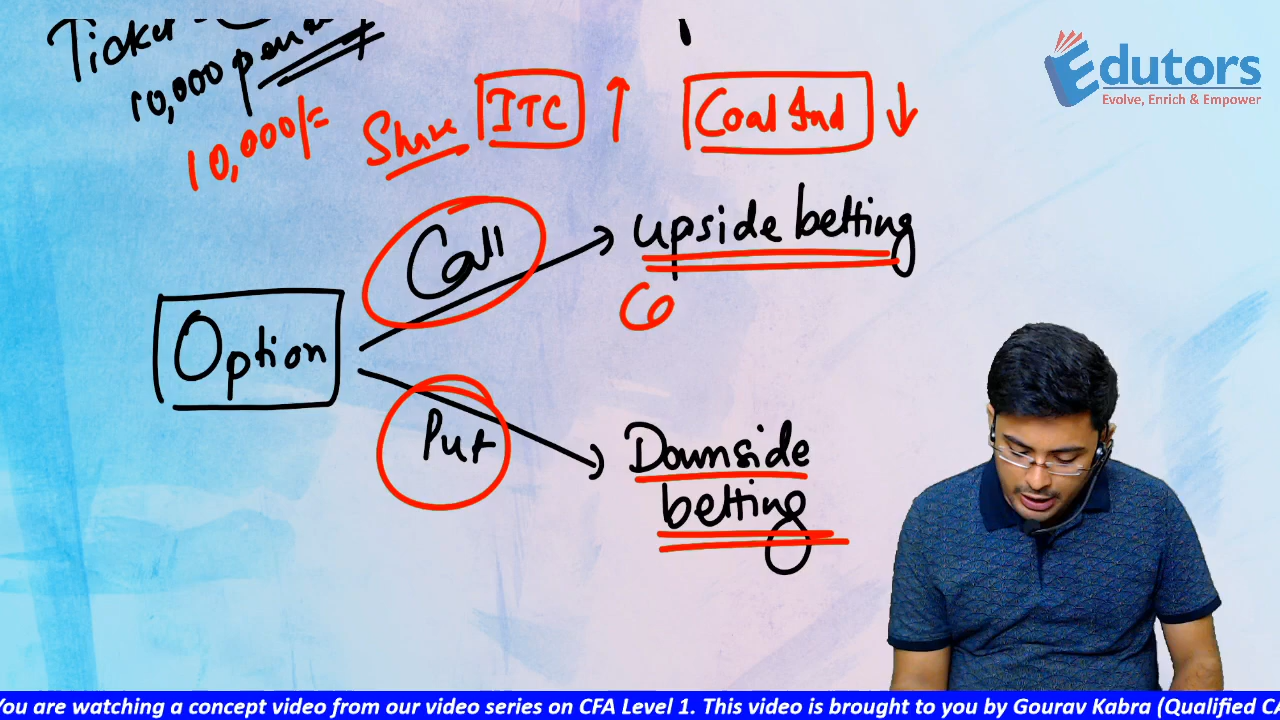 Ticket
10,000
Edutors
Evolve, Enrich & Empower
10,000/=
Share
ITC ↑
Coal Ind ↓
Call → Upside betting
Co
Option
Put → Downside
betting
You are watching a concept video from our video series on CFA Level 1. This video is brought to you by Gourav Kabra (Qualified CA